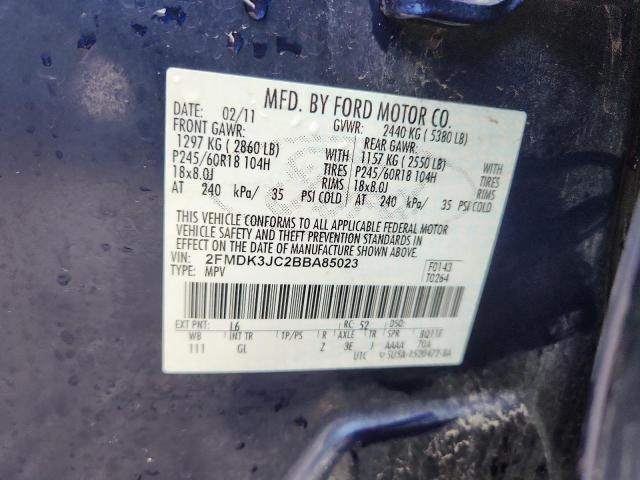 MFD. BY FORD MOTOR CO.
DATE: 02/11 GVWR: 2440 KG ( 5380 LB)
FRONT GAWR: REAR GAWR:
1297 KG ( 2860 LB) 1157 KG ( 2550 LB)
P245/60R18 104H TIRES P245/60R18 104H TIRES
18x8.0J RIMS 18x8.0J RIMS
AT 240 kPa/ 35 PSI COLD AT 240 kPa/ 35 PSI COLD
THIS VEHICLE CONFORMS TO ALL APPLICABLE FEDERAL MOTOR
VEHICLE SAFETY AND THEFT PREVENTION STANDARDS IN
EFFECT ON THE DATE OF MANUFACTURE SHOWN ABOVE.
VIN: 2FMDK3JC2BBA85023 F0143
TYPE: MPV T0264
EXT PNT: L6 RC: 52 DSO:
WB INT TR TP/PS R AXLE TR SPR
111 GL Z 3E J AAAA
UTC